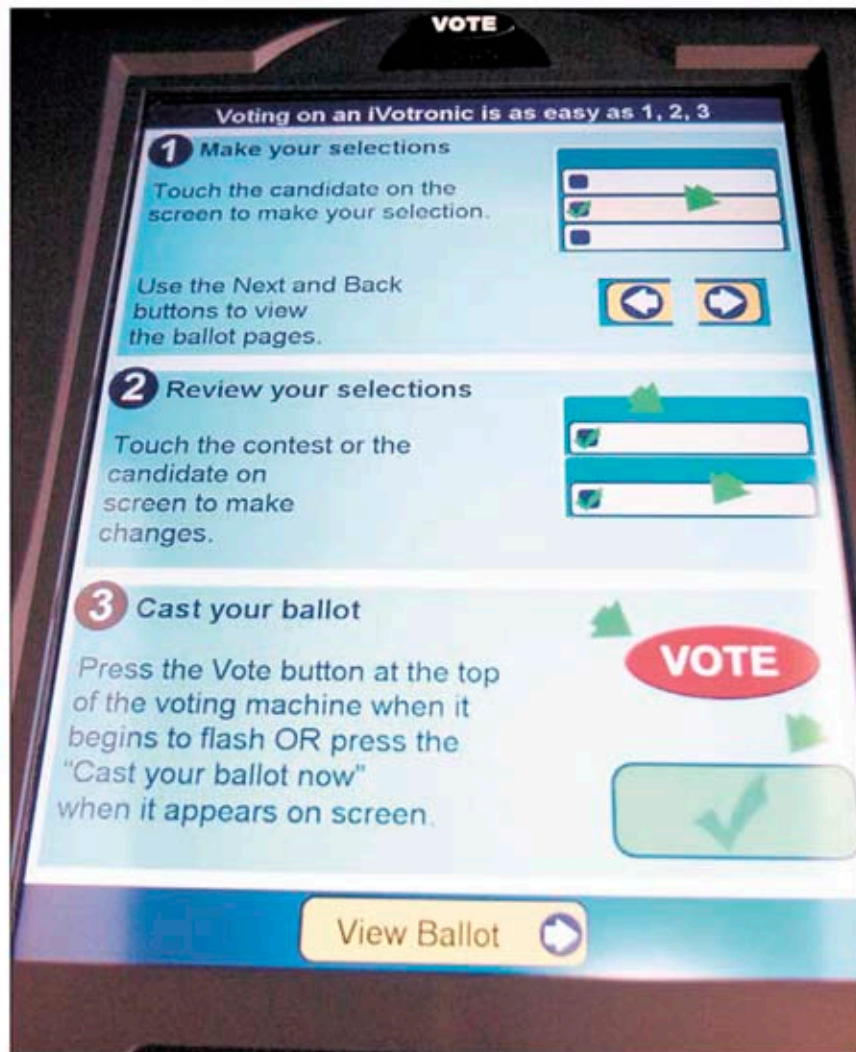 VOTE
Voting on an iVotronic is as easy as 1, 2, 3
1 Make your selections
Touch the candidate on the
screen to make your selection.
Use the Next and Back
buttons to view
the ballot pages.
2 Review your selections
Touch the contest or the
candidate on
screen to make
changes.
3 Cast your ballot
Press the Vote button at the top
of the voting machine when it
begins to flash OR press the
"Cast your ballot now"
when it appears on screen.
VOTE
View Ballot